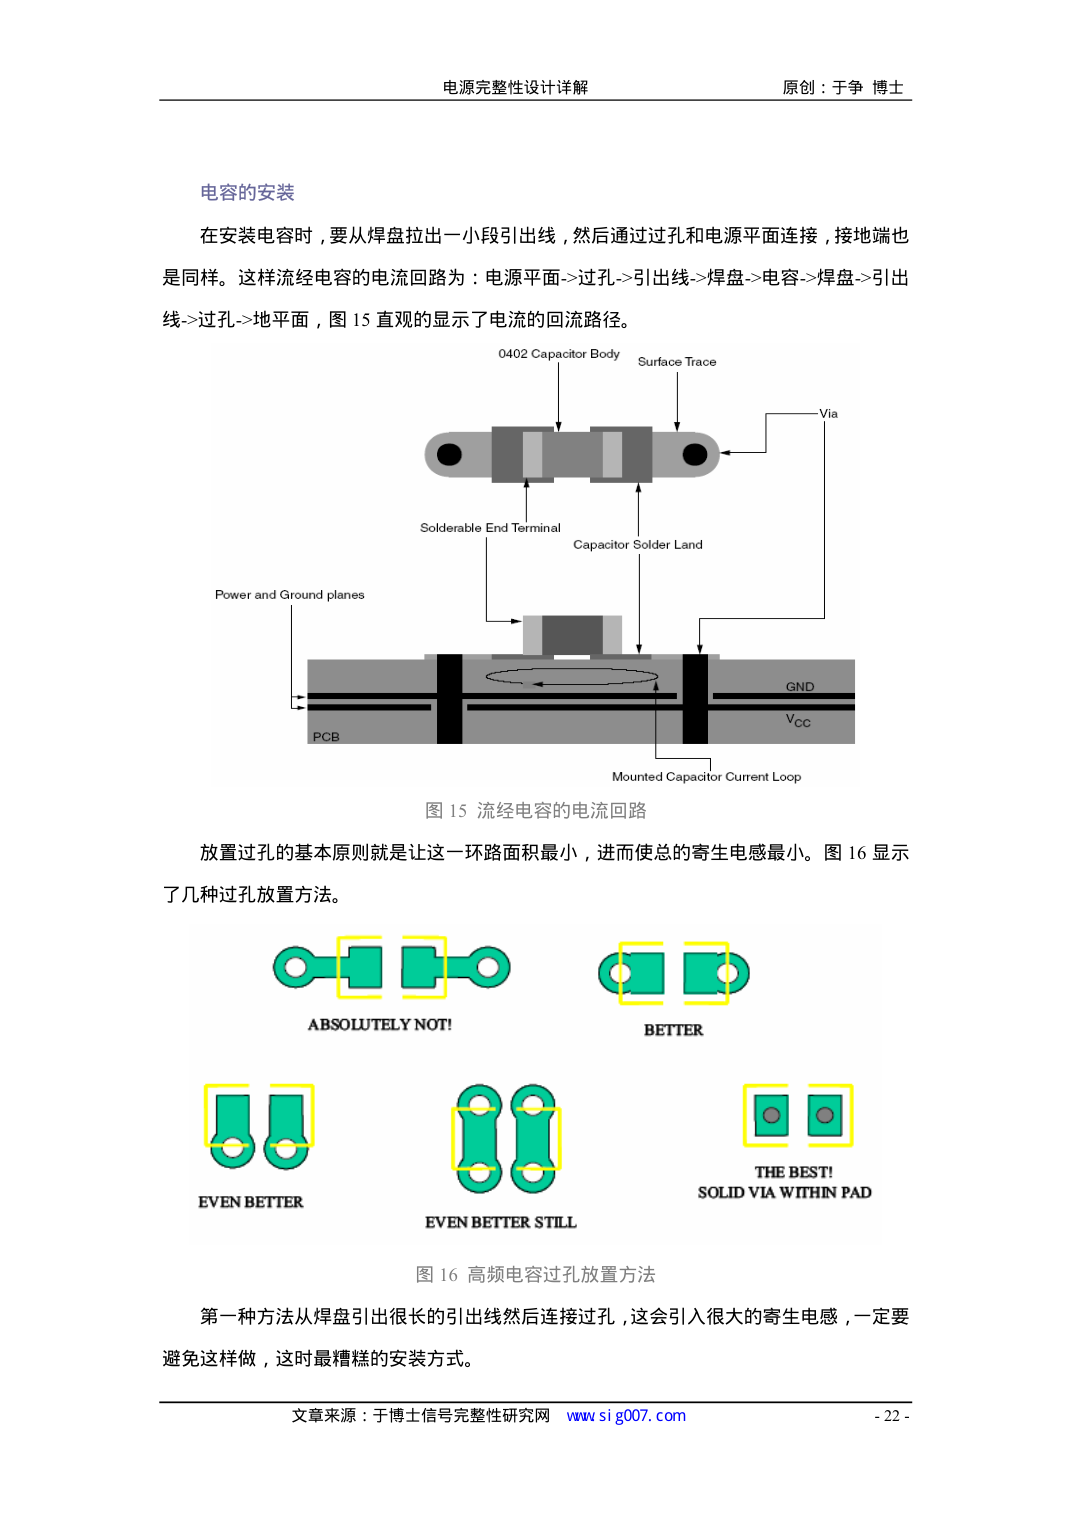 电源完整性设计详解 原创：于争 博士
电容的安装
在安装电容时，要从焊盘拉出一小段引出线，然后通过过孔和电源平面连接，接地端也
是同样。这样流经电容的电流回路为：电源平面->过孔->引出线->焊盘->电容->焊盘->引出
线->过孔->地平面，图 15 直观的显示了电流的回流路径。
0402 Capacitor Body
Surface Trace
Via
Solderable End Terminal
Capacitor Solder Land
Power and Ground planes
GND
VCC
PCB
Mounted Capacitor Current Loop
图 15 流经电容的电流回路
放置过孔的基本原则就是让这一环路面积最小，进而使总的寄生电感最小。图 16 显示
了几种过孔放置方法。
ABSOLUTELY NOT!
BETTER
EVEN BETTER
EVEN BETTER STILL
THE BEST!
SOLID VIA WITHIN PAD
图 16 高频电容过孔放置方法
第一种方法从焊盘引出很长的引出线然后连接过孔，这会引入很大的寄生电感，一定要
避免这样做，这时最糟糕的安装方式。
文章来源：于博士信号完整性研究网 www.sig007.com - 22 -